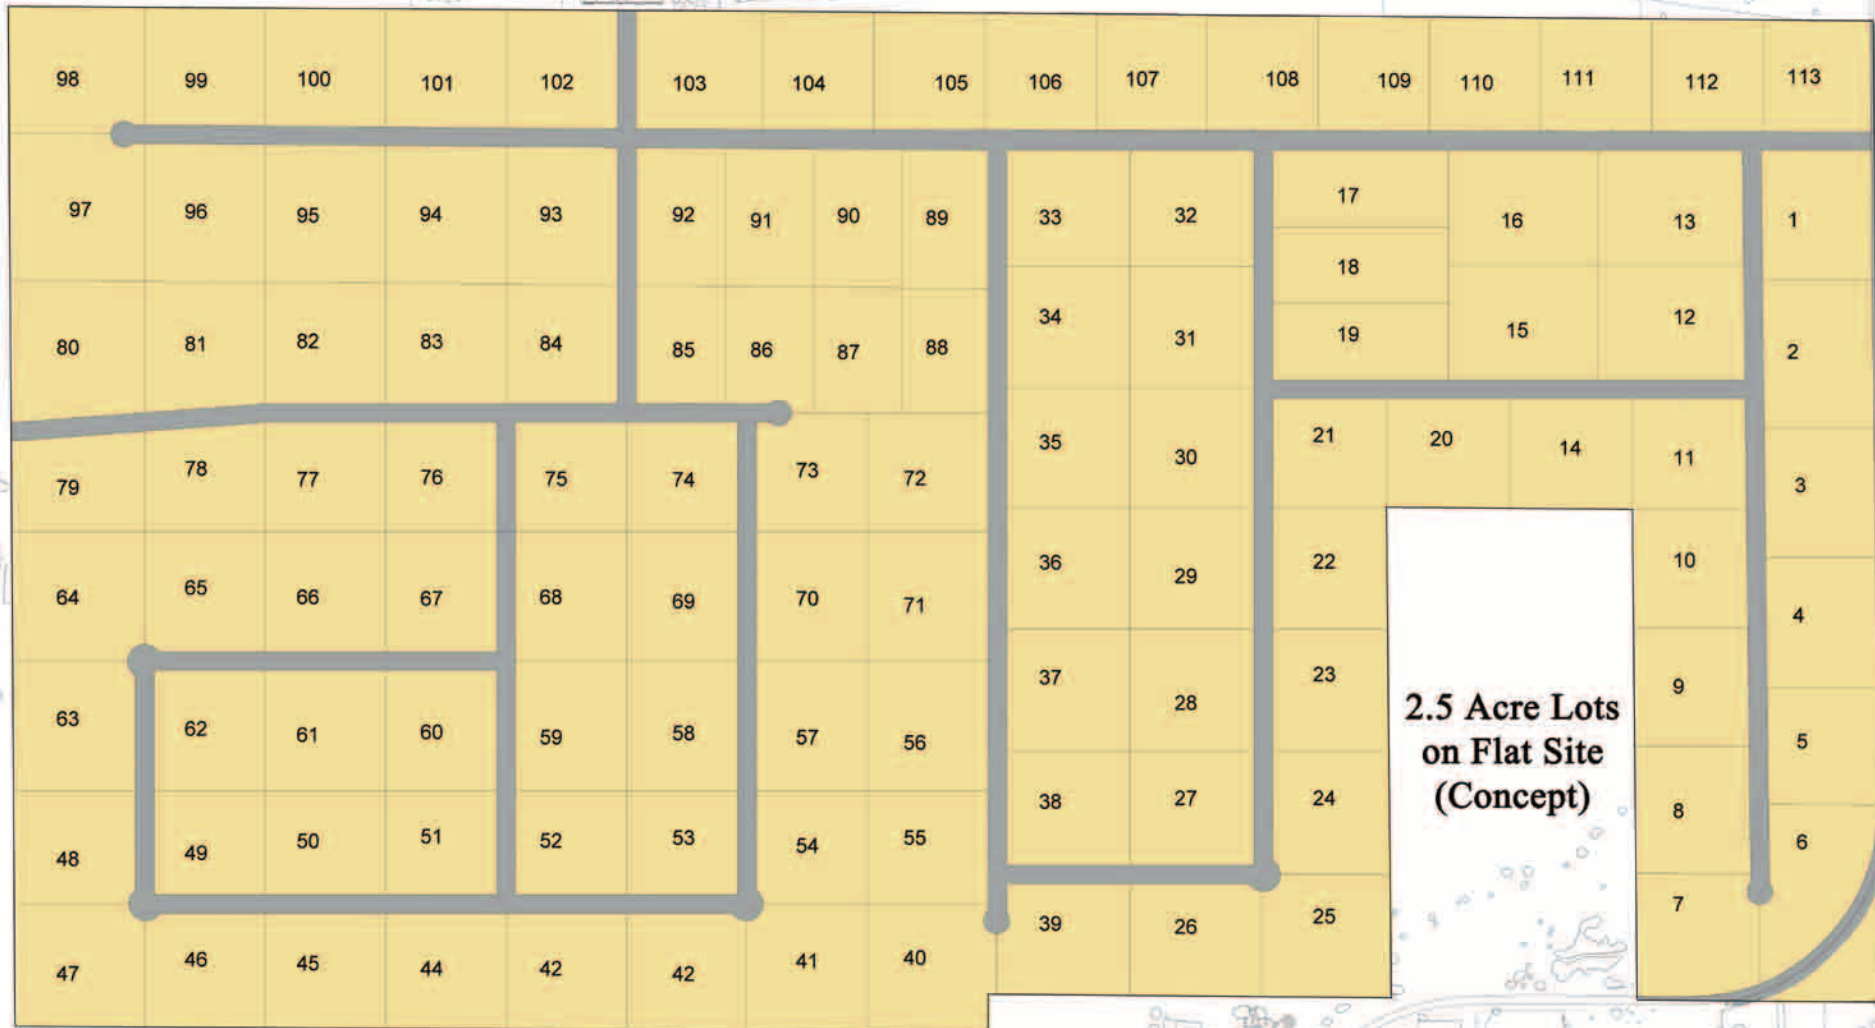 98 99 100 101 102 103 104 105 106 107 108 109 110 111 112 113
97 96 95 94 93 92 91 90 89 33 32 17 16 13 1
18
80 81 82 83 84 85 86 87 88 34 31 19 15 12 2
79 78 77 76 75 74 73 72 35 30 21 20 14 11 3
64 65 66 67 68 69 70 71 36 29 22 10 4
63 62 61 60 59 58 57 56 37 28 23 9 5
2.5 Acre Lots
on Flat Site
(Concept)
48 49 50 51 52 53 54 55 38 27 24 8 6
47 46 45 44 42 42 41 40 39 26 25 7